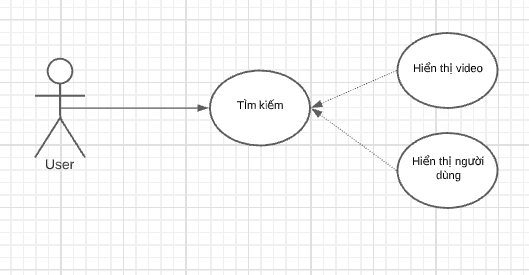 User
TÌm kiếm
Hiển thị video
Hiển thị người
dùng